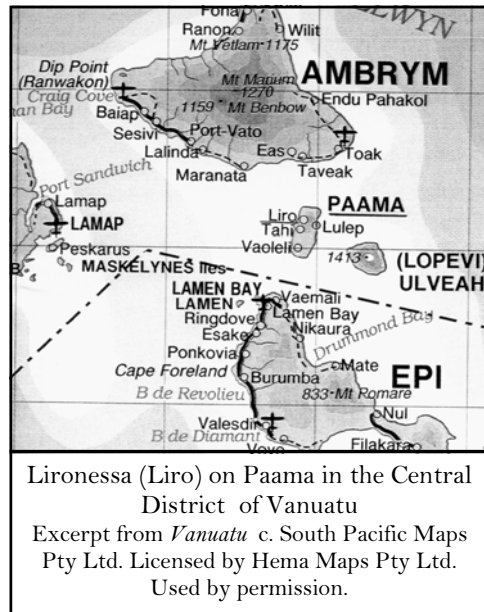 Fona
LLWYN
Ranon
Wilit
Mt Vetlam 1175
Dip Point
(Ranwakon)
Mt Marum
1270
AMBRYM
Craig Cove
1159
Mt Benbow
Endu Pahakol
an Bay
Baiap
Sesivi
Port-Vato
Lalinda
Eas
Toak
Taveak
Maranata
Port Sandwich
PAAMA
Lamap
Liro
Lulep
LAMAP
Tahi
Vaoleli
Peskarus
1413
(LOPEVI)
MASKELYNES Iles
ULVEAH
LAMEN BAY
Vaemali
LAMEN
Lamen Bay
Ringdove
Nikaura
Drummond Bay
Esake
Ponkovia
Mate
EPI
Cape Foreland
Burumba
833 Mt Romare
B de Revolieu
Nul
Valesdir
B de Diamant
Filakara
Lironessa (Liro) on Paama in the Central
District of Vanuatu
Excerpt from Vanuatu c. South Pacific Maps
Pty Ltd. Licensed by Hema Maps Pty Ltd.
Used by permission.